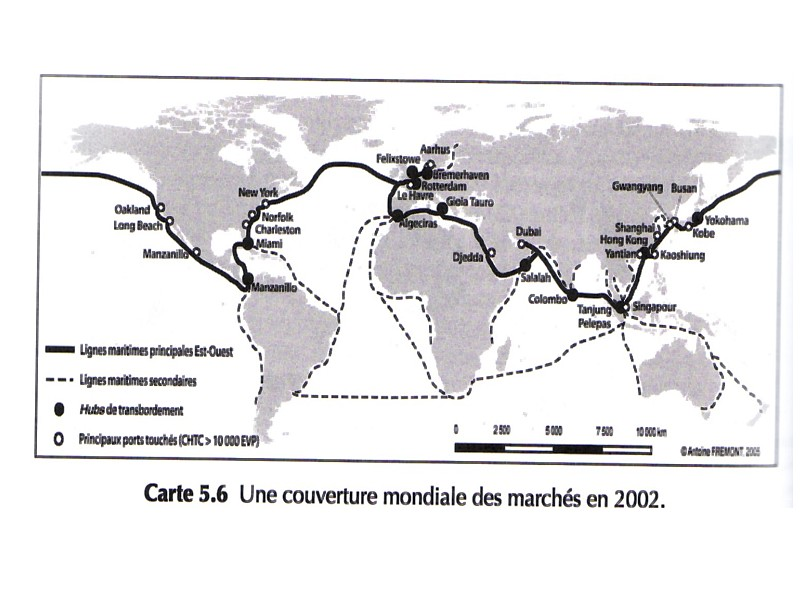 Aarhus
Felixstowe
Bremerhaven
Rotterdam
Le Havre
Gioia Tauro
Algeciras
New York
Norfolk
Charleston
Miami
Oakland
Long Beach
Manzanillo
Manzanillo
Gwangyang
Busan
Dubai
Shanghai
Hong Kong
Yantian
Yokohama
Kobe
Kaoshiung
Djedda
Salalah
Colombo
Tanjung
Pelepas
Singapour
Lignes maritimes principales Est-Ouest
Lignes maritimes secondaires
Hubs de transbordement
Principaux ports touchés (CHTC > 10 000 EVP)
0 2 500 5 000 7 500 10 000 km
© Antoine FREMONT, 2005
Carte 5.6 Une couverture mondiale des marchés en 2002.